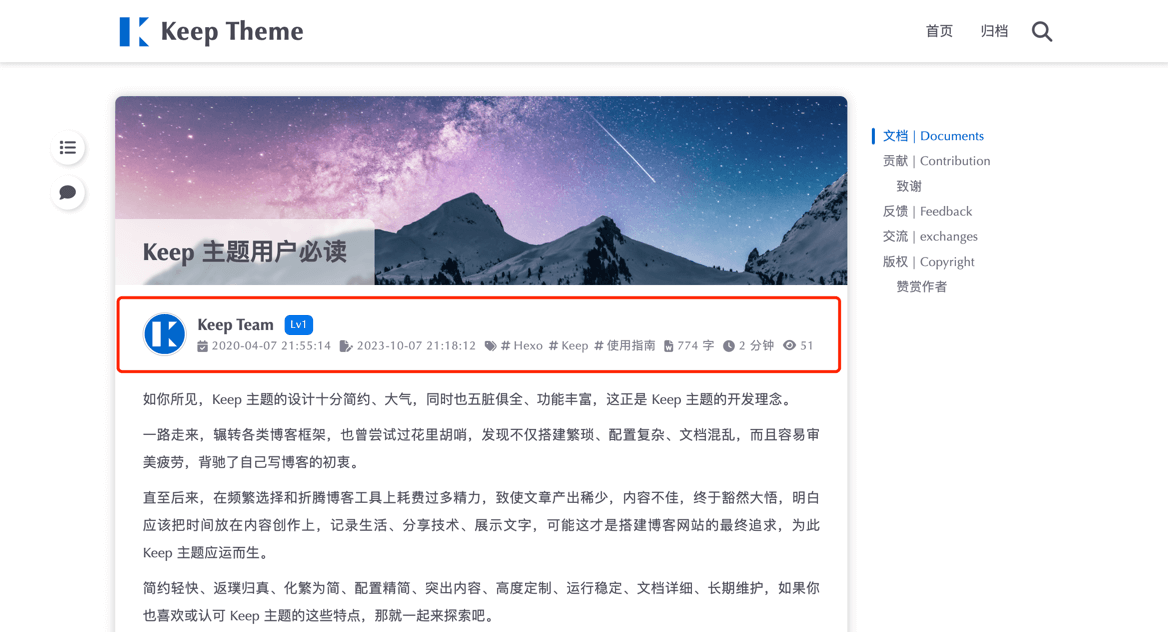 Keep Theme
首页 归档
Keep 主题用户必读
文档 | Documents
贡献 | Contribution
致谢
反馈 | Feedback
交流 | exchanges
版权 | Copyright
赞赏作者
Keep Team Lv1
2020-04-07 21:55:14 2023-10-07 21:18:12 # Hexo # Keep # 使用指南 774 字 2 分钟 51
如你所见，Keep 主题的设计十分简约、大气，同时也五脏俱全、功能丰富，这正是 Keep 主题的开发理念。
一路走来，辗转各类博客框架，也曾尝试过花里胡哨，发现不仅搭建繁琐、配置复杂、文档混乱，而且容易审
美疲劳，背驰了自己写博客的初衷。
直至后来，在频繁选择和折腾博客工具上耗费过多精力，致使文章产出稀少，内容不佳，终于豁然大悟，明白
应该把时间放在内容创作上，记录生活、分享技术、展示文字，可能这才是搭建博客网站的最终追求，为此
Keep 主题应运而生。
简约轻快、返璞归真、化繁为简、配置精简、突出内容、高度定制、运行稳定、文档详细、长期维护，如果你
也喜欢或认可 Keep 主题的这些特点，那就一起来探索吧。